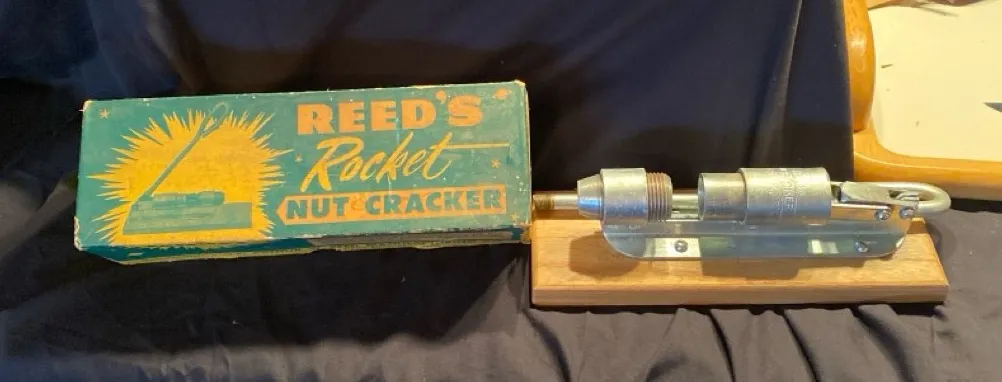 REED'S
Rocket
NUT CRACKER